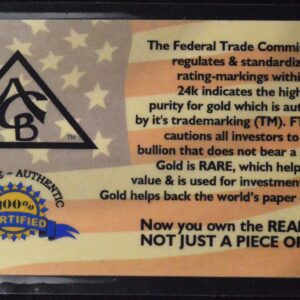 ACB
TM
The Federal Trade Commi
regulates & standardiz
rating-markings within
24k indicates the high
purity for gold which is aut
by it's trademarking (TM). FT
cautions all investors to
bullion that does not bear a
Gold is RARE, which help
value & is used for investment
Gold helps back the world's paper
E ~ AUTHENTIC
100%
CERTIFIED
Now you own the REA
NOT JUST A PIECE O